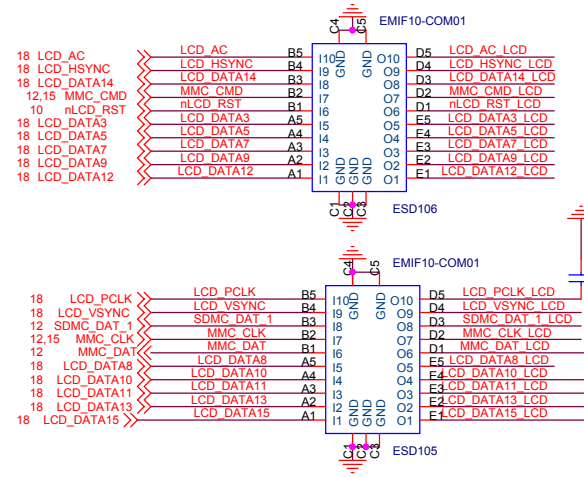 EMIF10-COM01
C4 C5
18 LCD_AC LCD_AC B5 I10 GND GND O10 D5 LCD_AC_LCD
18 LCD_HSYNC LCD_HSYNC B4 I9 O9 D4 LCD_HSYNC_LCD
18 LCD_DATA14 LCD_DATA14 B3 I8 O8 D3 LCD_DATA14_LCD
12,15 MMC_CMD MMC_CMD B2 I7 O7 D2 MMC_CMD_LCD
10 nLCD_RST nLCD_RST B1 I6 O6 D1 nLCD_RST_LCD
18 LCD_DATA3 LCD_DATA3 A5 I5 O5 E5 LCD_DATA3_LCD
18 LCD_DATA5 LCD_DATA5 A4 I4 O4 E4 LCD_DATA5_LCD
18 LCD_DATA7 LCD_DATA7 A3 I3 O3 E3 LCD_DATA7_LCD
18 LCD_DATA9 LCD_DATA9 A2 I2 GND GND GND O2 E2 LCD_DATA9_LCD
18 LCD_DATA12 LCD_DATA12 A1 I1 O1 E1 LCD_DATA12_LCD
C1 C2 C3
ESD106
EMIF10-COM01
C4 C5
18 LCD_PCLK LCD_PCLK B5 I10 GND GND O10 D5 LCD_PCLK_LCD
18 LCD_VSYNC LCD_VSYNC B4 I9 O9 D4 LCD_VSYNC_LCD
12 SDMC_DAT_1 SDMC_DAT_1 B3 I8 O8 D3 SDMC_DAT_1_LCD
12,15 MMC_CLK MMC_CLK B2 I7 O7 D2 MMC_CLK_LCD
12 MMC_DAT MMC_DAT B1 I6 O6 D1 MMC_DAT_LCD
18 LCD_DATA8 LCD_DATA8 A5 I5 O5 E5 LCD_DATA8_LCD
18 LCD_DATA10 LCD_DATA10 A4 I4 O4 E4 LCD_DATA10_LCD
18 LCD_DATA11 LCD_DATA11 A3 I3 O3 E3 LCD_DATA11_LCD
18 LCD_DATA13 LCD_DATA13 A2 I2 GND GND GND O2 E2 LCD_DATA13_LCD
18 LCD_DATA15 LCD_DATA15 A1 I1 O1 E1 LCD_DATA15_LCD
C1 C2 C3
ESD105